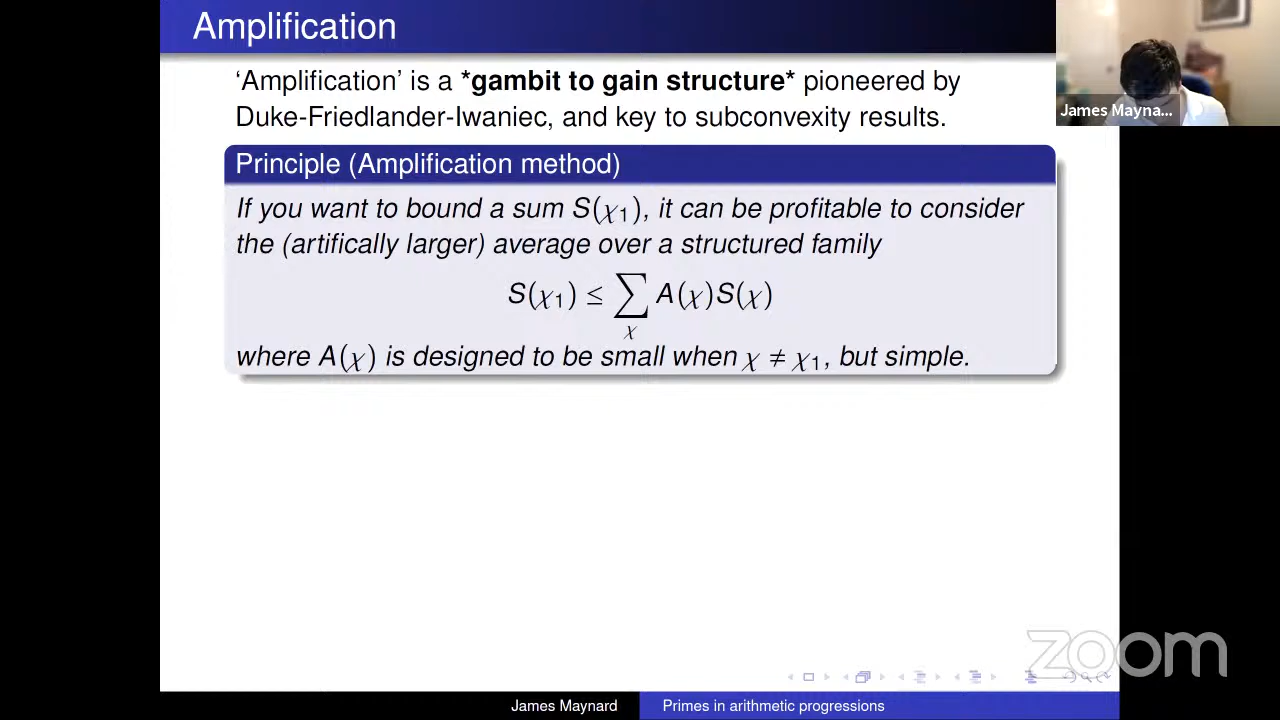 Amplification
'Amplification' is a *gambit to gain structure* pioneered by
Duke-Friedlander-Iwaniec, and key to subconvexity results.
James Mayna...
Principle (Amplification method)
If you want to bound a sum S(χ₁), it can be profitable to consider
the (artifically larger) average over a structured family
S(χ₁) ≤ ∑ A(χ)S(χ)
χ
where A(χ) is designed to be small when χ ≠ χ₁, but simple.
zoom
James Maynard
Primes in arithmetic progressions